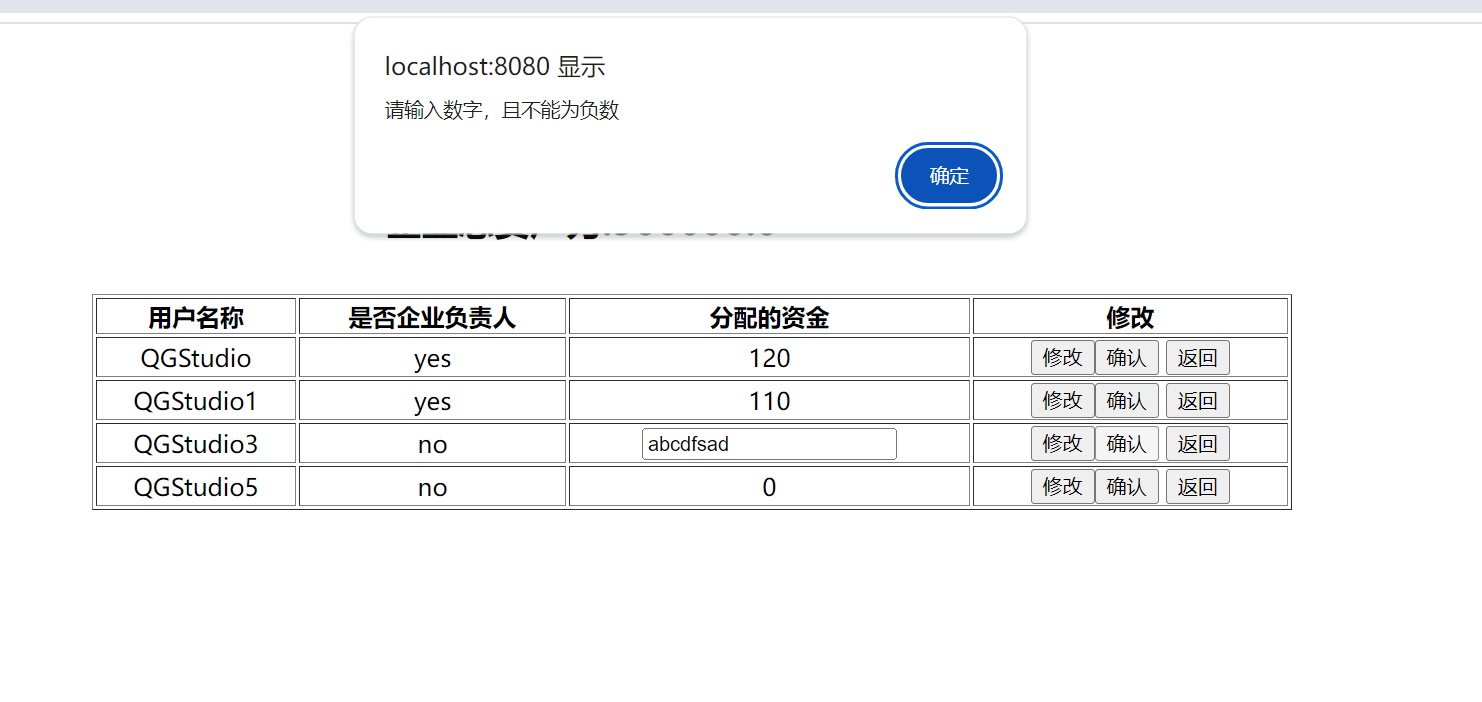 localhost:8080 显示
请输入数字，且不能为负数
确定
用户名称 是否企业负责人 分配的资金 修改
QGStudio yes 120 修改 确认 返回
QGStudio1 yes 110 修改 确认 返回
QGStudio3 no abcdfsad 修改 确认 返回
QGStudio5 no 0 修改 确认 返回